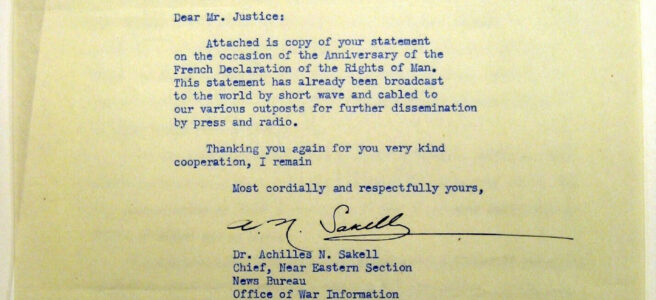 Dear Mr. Justice:
Attached is copy of your statement
on the occasion of the Anniversary of the
French Declaration of the Rights of Man.
This statement has already been broadcast
to the world by short wave and cabled to
our various outposts for further dissemination
by press and radio.
Thanking you again for you very kind
cooperation, I remain
Most cordially and respectfully yours,
A. N. Sakell
Dr. Achilles N. Sakell
Chief, Near Eastern Section
News Bureau
Office of War Information